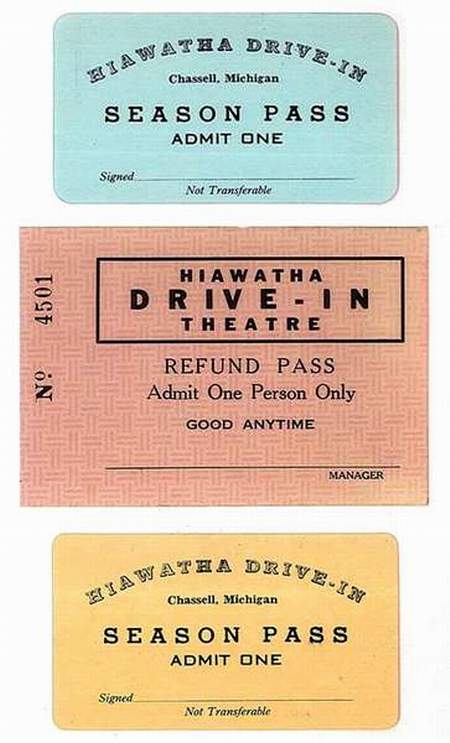 HIAWATHA DRIVE-IN
Chassell, Michigan
SEASON PASS
ADMIT ONE
Signed
Not Transferable
Nº 4501
HIAWATHA
DRIVE-IN
THEATRE
REFUND PASS
Admit One Person Only
GOOD ANYTIME
MANAGER
HIAWATHA DRIVE-IN
Chassell, Michigan
SEASON PASS
ADMIT ONE
Signed
Not Transferable